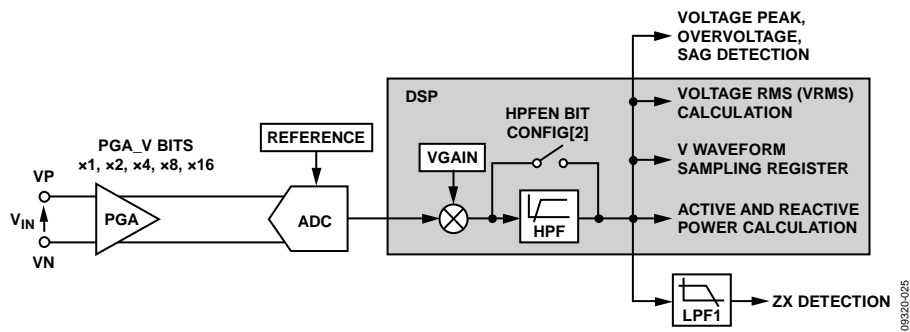 VOLTAGE PEAK,
OVERVOLTAGE,
SAG DETECTION
DSP
VOLTAGE RMS (VRMS)
CALCULATION
HPFEN BIT
CONFIG[2]
PGA_V BITS
×1, ×2, ×4, ×8, ×16
REFERENCE
VGAIN
V WAVEFORM
SAMPLING REGISTER
VP
VIN
VN
PGA
ADC
HPF
ACTIVE AND REACTIVE
POWER CALCULATION
LPF1
ZX DETECTION
09320-025